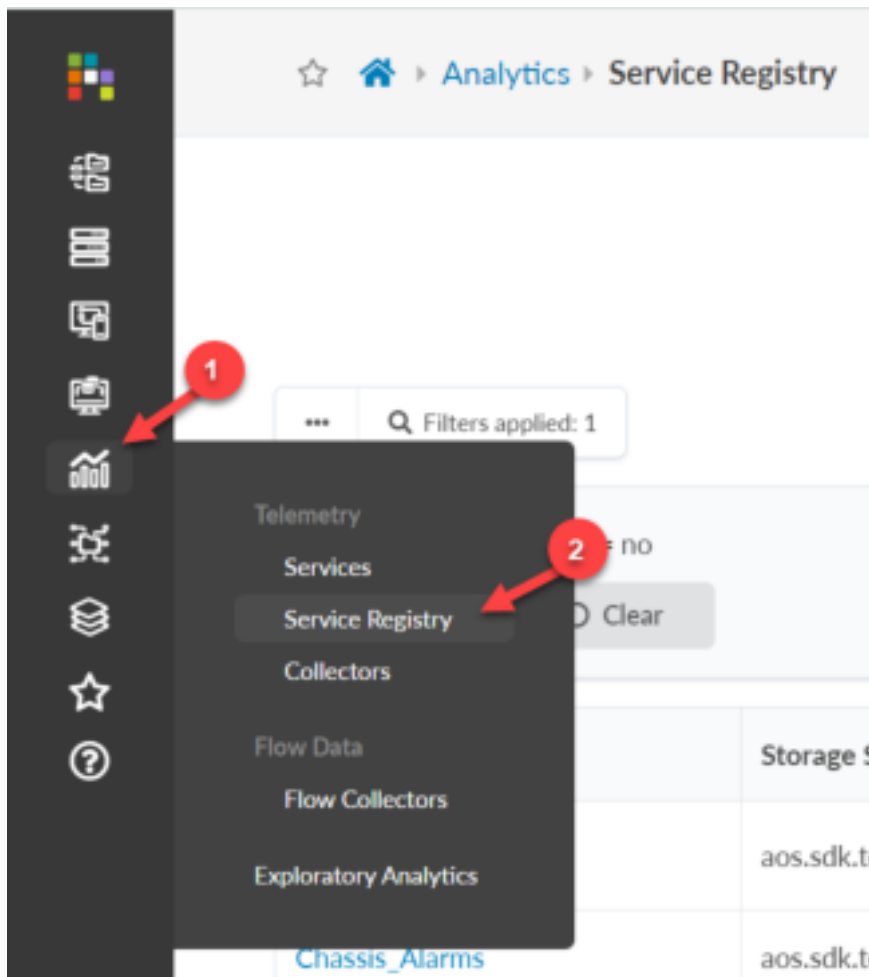 Analytics Service Registry
1
Filters applied: 1
Telemetry
2
= no
Services
Service Registry
Clear
Collectors
Flow Data
Storage
Flow Collectors
aos.sdk.t
Exploratory Analytics
Chassis_Alarms
aos.sdk.t